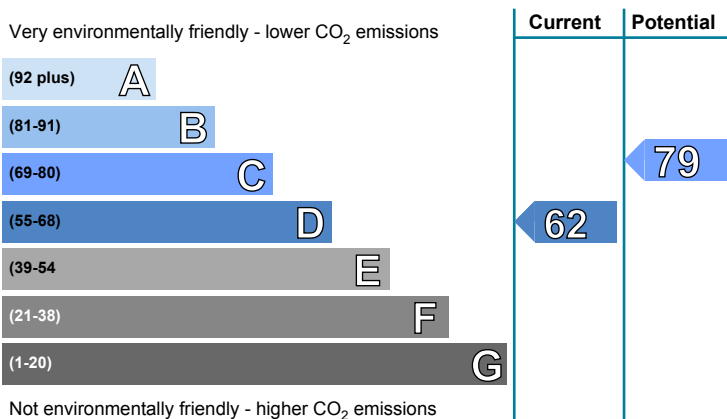 Very environmentally friendly - lower CO2 emissions
Current
Potential
(92 plus) A
(81-91) B
(69-80) C
79
(55-68) D
62
(39-54 E
(21-38) F
(1-20) G
Not environmentally friendly - higher CO2 emissions